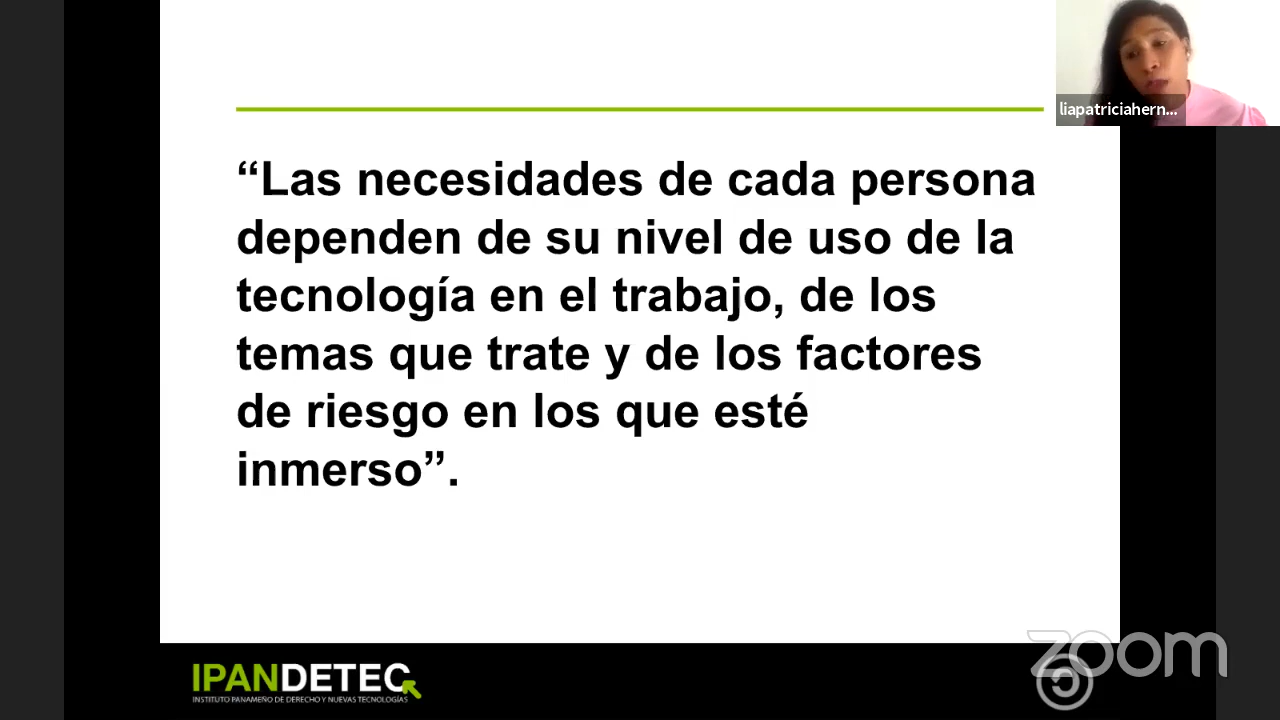 liapatriciahern...
“Las necesidades de cada persona
dependen de su nivel de uso de la
tecnología en el trabajo, de los
temas que trate y de los factores
de riesgo en los que esté
inmerso”.
IPANDETEC
INSTITUTO PANAMEÑO DE DERECHO Y NUEVAS TECNOLOGÍAS
zoom